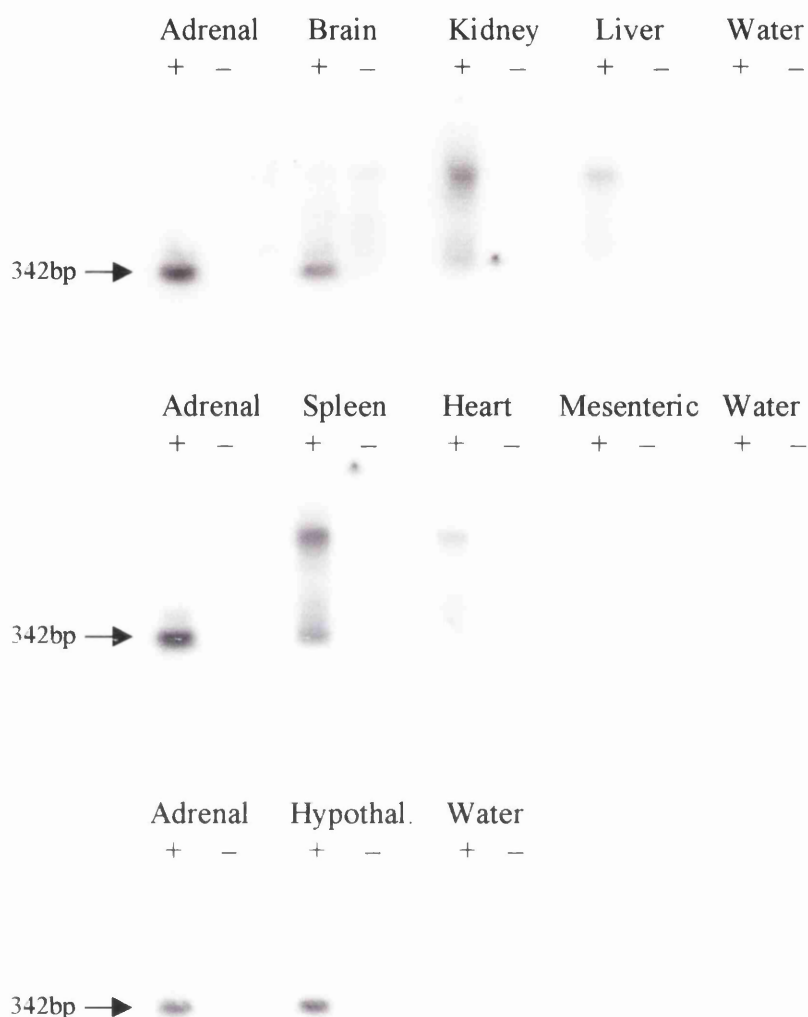 Adrenal Brain Kidney Liver Water
+ − + − + − + − + −
342bp
Adrenal Spleen Heart Mesenteric Water
+ − + − + − + − + −
342bp
Adrenal Hypothal. Water
+ − + − + −
342bp